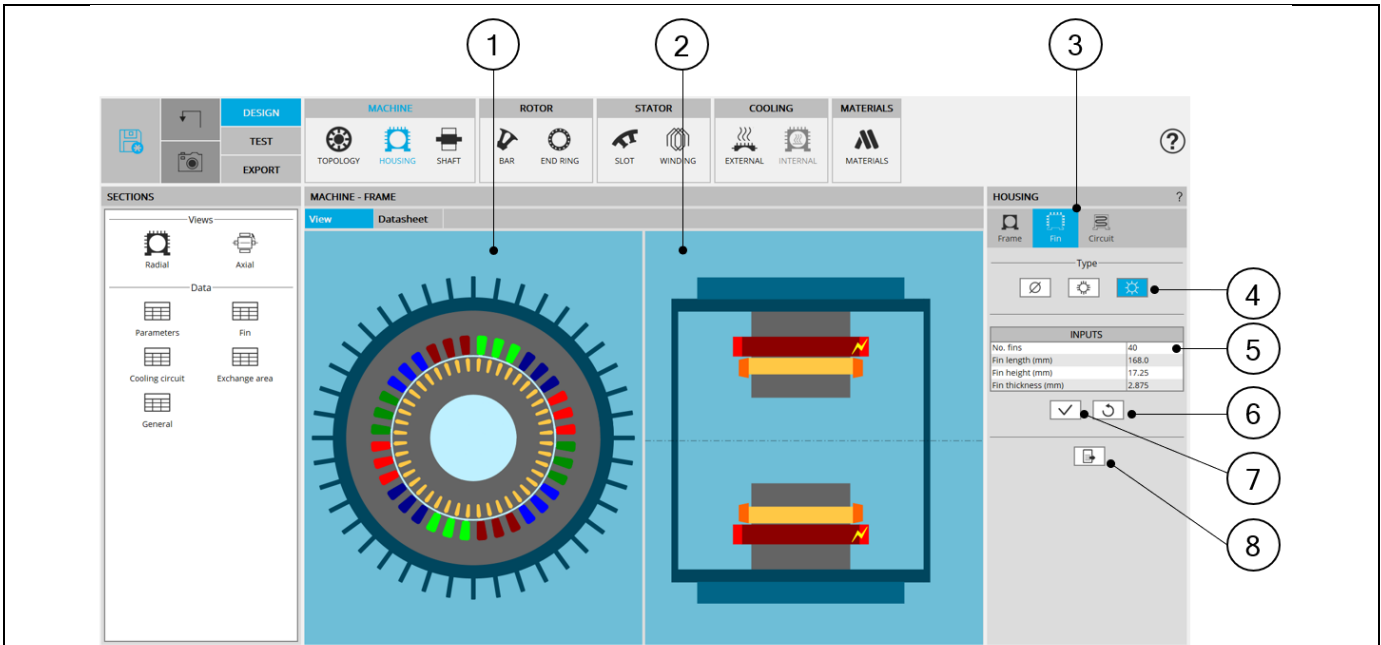 1
2
3
DESIGN
TEST
EXPORT
MACHINE
ROTOR
STATOR
COOLING
MATERIALS
TOPOLOGY
HOUSING
SHAFT
BAR
END RING
SLOT
WINDING
EXTERNAL
INTERNAL
MATERIALS
?
SECTIONS
Views
Radial
Axial
Data
Parameters
Fin
Cooling circuit
Exchange area
General
MACHINE - FRAME
View
Datasheet
HOUSING
?
Frame
Fin
Circuit
Type
4
INPUTS
No. fins 40
Fin length (mm) 168.0
Fin height (mm) 17.25
Fin thickness (mm) 2.875
5
6
7
8